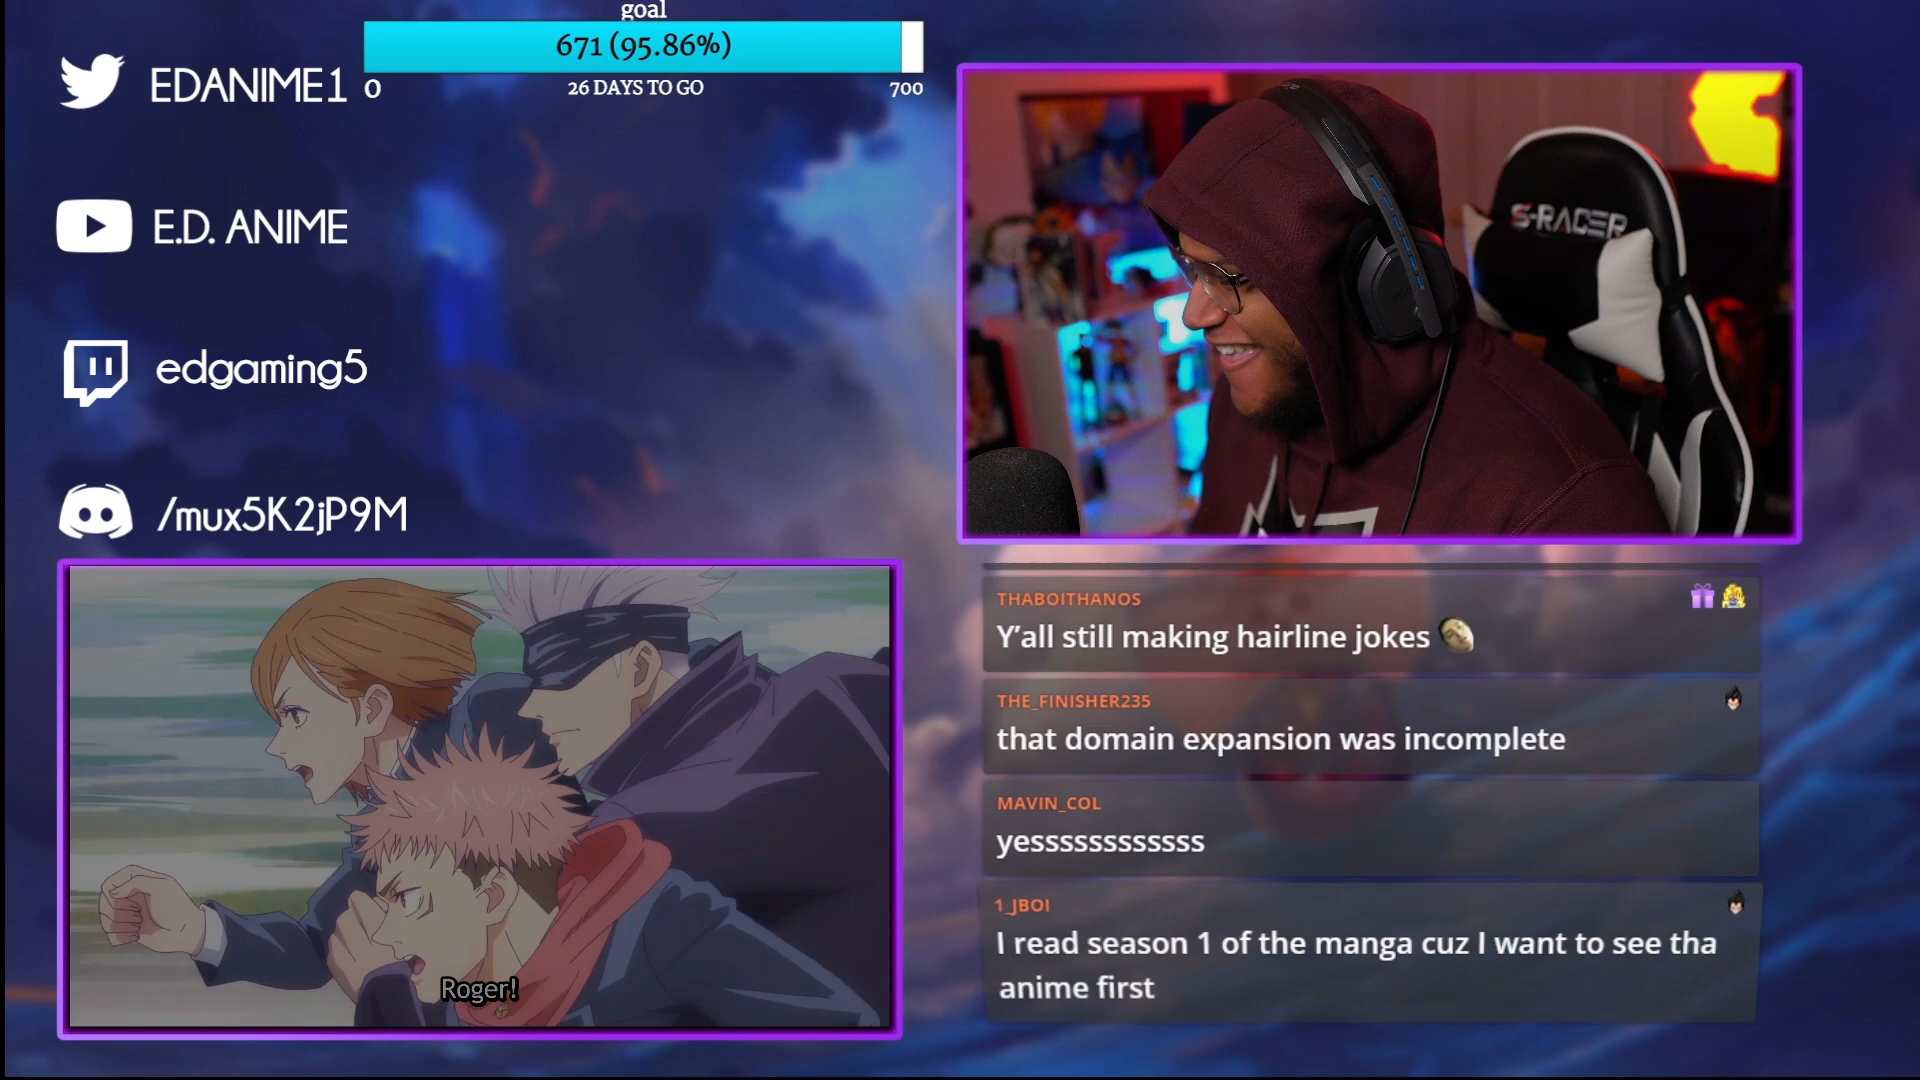 goal
671 (95.86%)
0 26 DAYS TO GO 700
EDANIME1
E.D. ANIME
edgaming5
/mux5K2jP9M
S-RACER
Roger!
THABOITHANOS
Y'all still making hairline jokes
THE_FINISHER235
that domain expansion was incomplete
MAVIN_COL
yesssssssssssss
1_JBOI
I read season 1 of the manga cuz I want to see tha
anime first